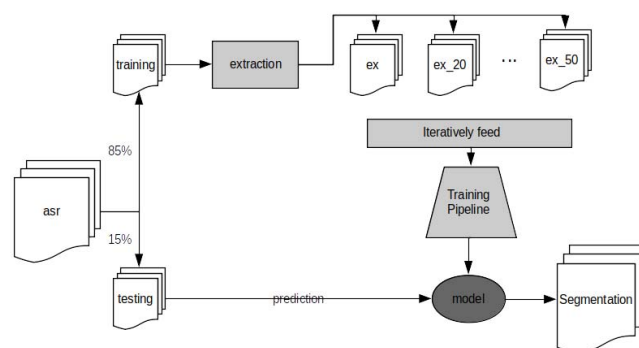 training
extraction
ex
ex_20
...
ex_50
85%
Iteratively feed
Training
Pipeline
asr
15%
testing
prediction
model
Segmentation